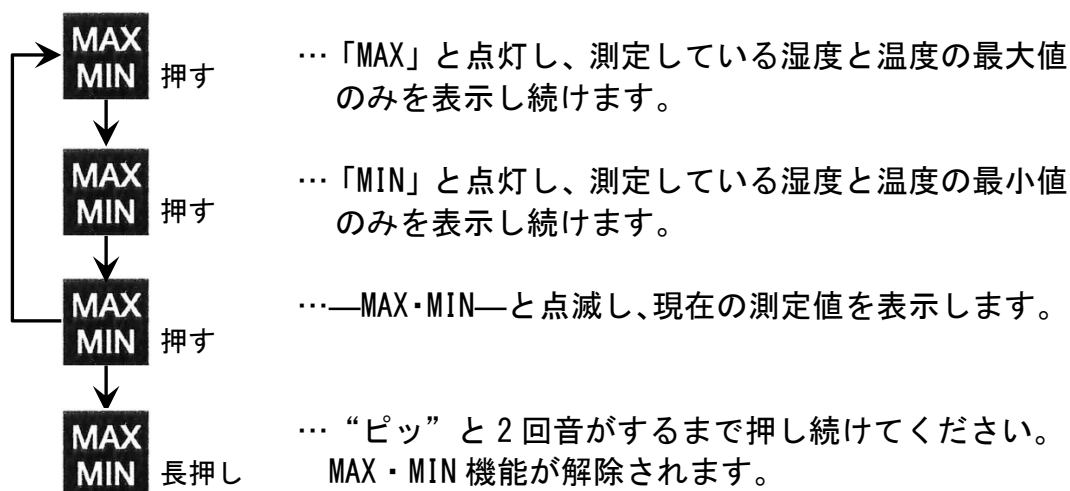 MAX
MIN 押す
…「MAX」と点灯し、測定している湿度と温度の最大値
のみを表示し続けます。
MAX
MIN 押す
…「MIN」と点灯し、測定している湿度と温度の最小値
のみを表示し続けます。
MAX
MIN 押す
…―MAX・MIN―と点滅し、現在の測定値を表示します。
MAX
MIN 長押し
…“ピッ”と2回音がするまで押し続けてください。
MAX・MIN機能が解除されます。